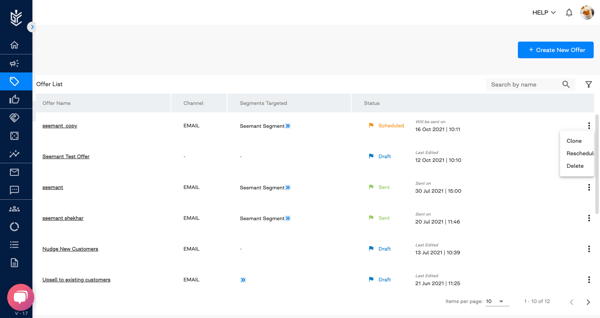 HELP
+ Create New Offer
Offer List
Search by name
Offer Name Channel Segments Targeted Status
seemant_copy EMAIL Seemant Segment Scheduled Will be sent on
16 Oct 2021 | 10:11
Clone
Reschedul
Delete
Seemant Test Offer - - Draft Last Edited
12 Oct 2021 | 10:10
seemant EMAIL Seemant Segment Sent Sent on
30 Jul 2021 | 15:00
seemant shekhar EMAIL Seemant Segment Sent Sent on
20 Jul 2021 | 11:46
Nudge New Customers EMAIL - Draft Last Edited
13 Jul 2021 | 10:39
Upsell to existing customers EMAIL Draft Last Edited
21 Jun 2021 | 11:25
Items per page: 10 1 - 10 of 12
V - 1.7